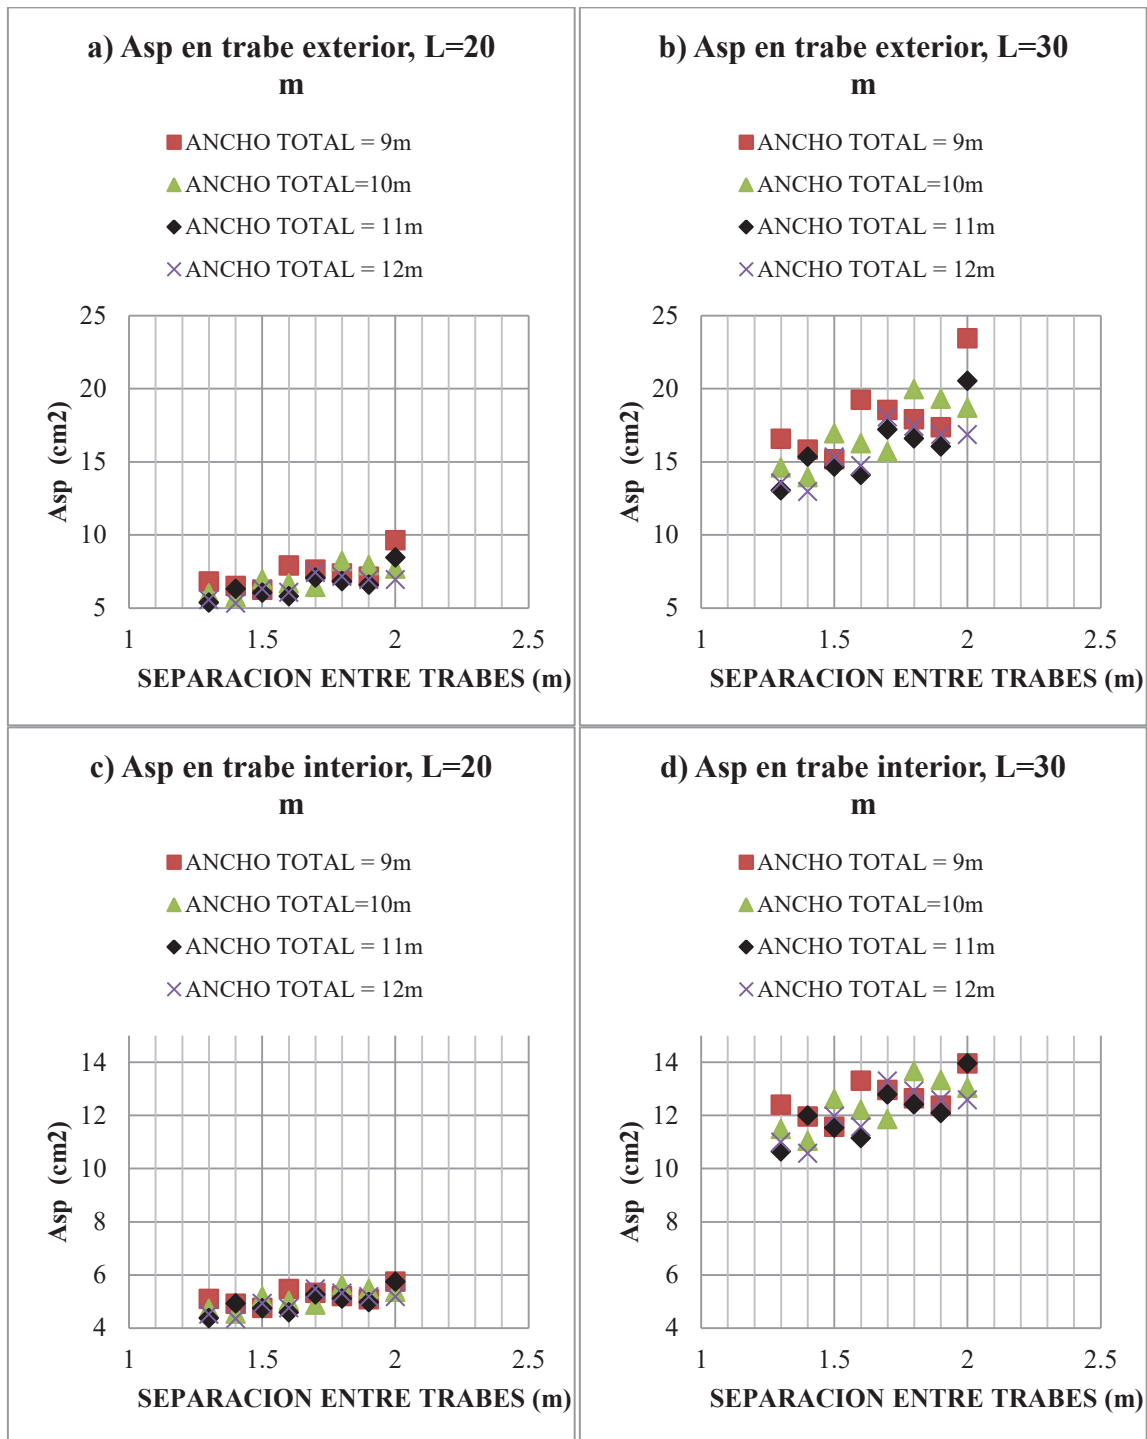 a) Asp en trabe exterior, L=20
m
ANCHO TOTAL = 9m
ANCHO TOTAL=10m
ANCHO TOTAL = 11m
ANCHO TOTAL = 12m
25
20
15
10
5
1
1.5
2
2.5
Asp (cm2)
SEPARACION ENTRE TRABES (m)
b) Asp en trabe exterior, L=30
m
ANCHO TOTAL = 9m
ANCHO TOTAL=10m
ANCHO TOTAL = 11m
ANCHO TOTAL = 12m
25
20
15
10
5
1
1.5
2
2.5
Asp (cm2)
SEPARACION ENTRE TRABES (m)
c) Asp en trabe interior, L=20
m
ANCHO TOTAL = 9m
ANCHO TOTAL=10m
ANCHO TOTAL = 11m
ANCHO TOTAL = 12m
14
12
10
8
6
4
1
1.5
2
2.5
Asp (cm2)
SEPARACION ENTRE TRABES (m)
d) Asp en trabe interior, L=30
m
ANCHO TOTAL = 9m
ANCHO TOTAL=10m
ANCHO TOTAL = 11m
ANCHO TOTAL = 12m
14
12
10
8
6
4
1
1.5
2
2.5
Asp (cm2)
SEPARACION ENTRE TRABES (m)